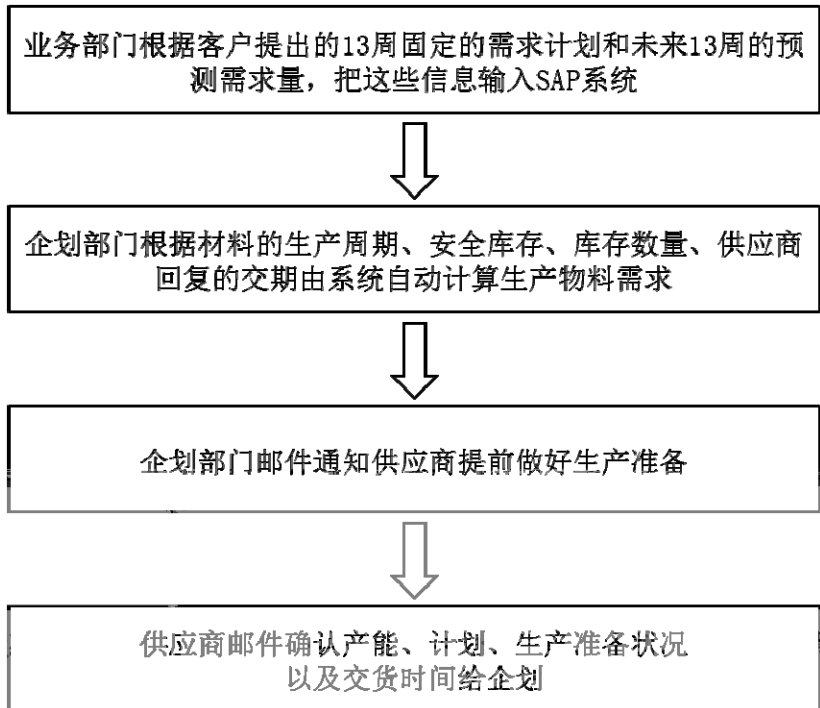 业务部门根据客户提出的13周固定的需求计划和未来13周的预
测需求量，把这些信息输入SAP系统
企划部门根据材料的生产周期、安全库存、库存数量、供应商
回复的交期由系统自动计算生产物料需求
企划部门邮件通知供应商提前做好生产准备
供应商邮件确认产能、计划、生产准备状况
以及交货时间给企划